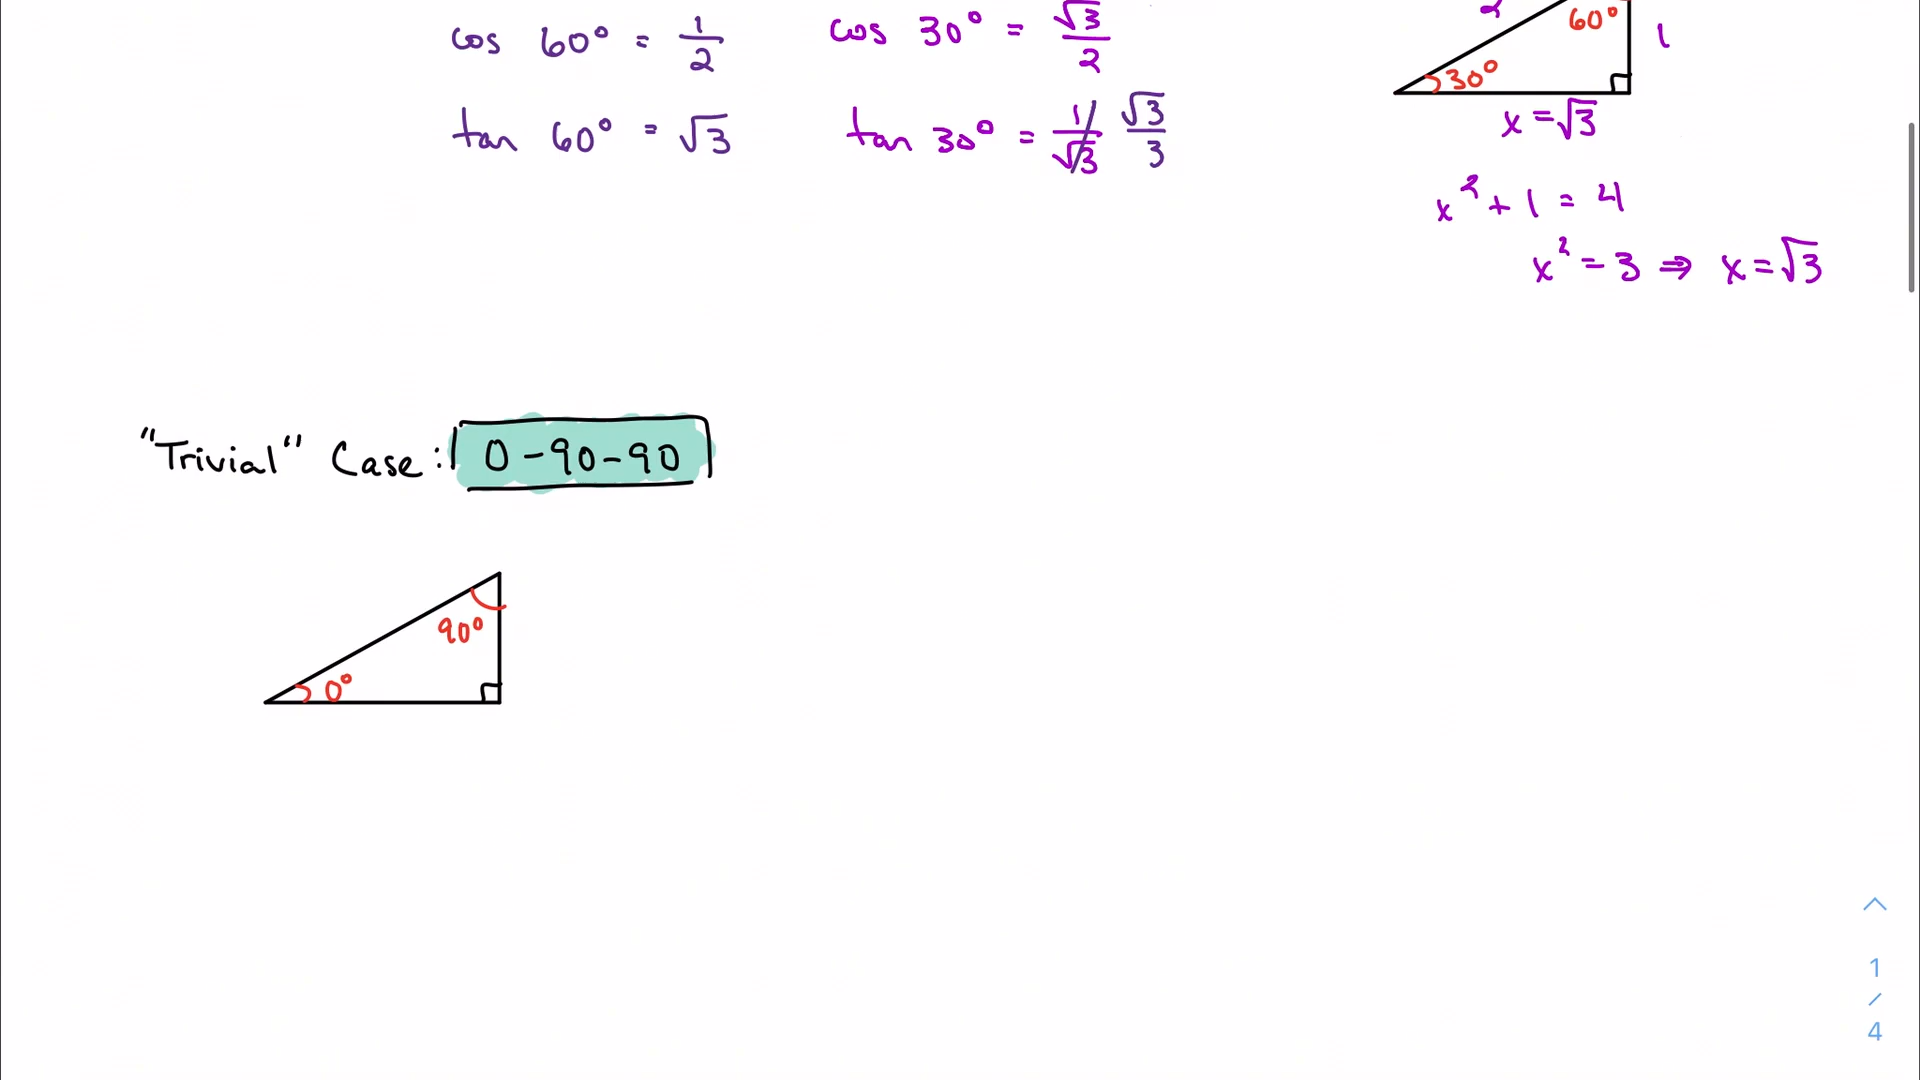 cos 60° = 1/2
cos 30° = √3/2
2
60°
1
30°
x = √3
tan 60° = √3
tan 30° = 1/√3 √3/3
x² + 1 = 4
x² = 3 ⇒ x = √3
"Trivial" Case: 0 - 90 - 90
90°
0°
1
/
4